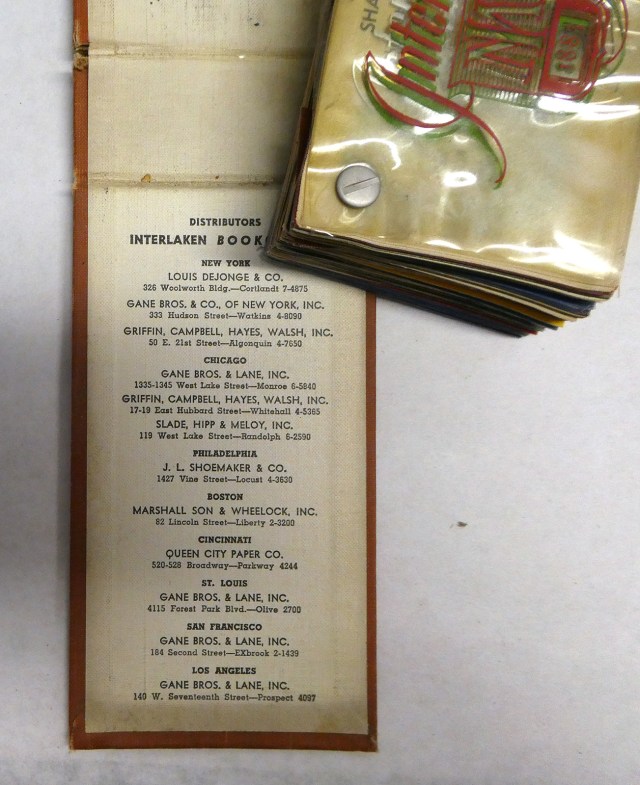 SHA
DISTRIBUTORS
INTERLAKEN BOOK
NEW YORK
LOUIS DEJONGE & CO.
326 Woolworth Bldg.—Cortlandt 7-4875
GANE BROS. & CO., OF NEW YORK, INC.
333 Hudson Street—Watkins 4-8090
GRIFFIN, CAMPBELL, HAYES, WALSH, INC.
50 E. 21st Street—Algonquin 4-7650
CHICAGO
GANE BROS. & LANE, INC.
1335-1345 West Lake Street—Monroe 6-5840
GRIFFIN, CAMPBELL, HAYES, WALSH, INC.
17-19 East Hubbard Street—Whitehall 4-5365
SLADE, HIPP & MELOY, INC.
119 West Lake Street—Randolph 6-2590
PHILADELPHIA
J. L. SHOEMAKER & CO.
1427 Vine Street—Locust 4-3630
BOSTON
MARSHALL SON & WHEELOCK, INC.
82 Lincoln Street—Liberty 2-3200
CINCINNATI
QUEEN CITY PAPER CO.
520-528 Broadway—Parkway 4244
ST. LOUIS
GANE BROS. & LANE, INC.
4115 Forest Park Blvd.—Olive 2700
SAN FRANCISCO
GANE BROS. & LANE, INC.
184 Second Street—EXbrook 2-1439
LOS ANGELES
GANE BROS. & LANE, INC.
140 W. Seventeenth Street—Prospect 4097